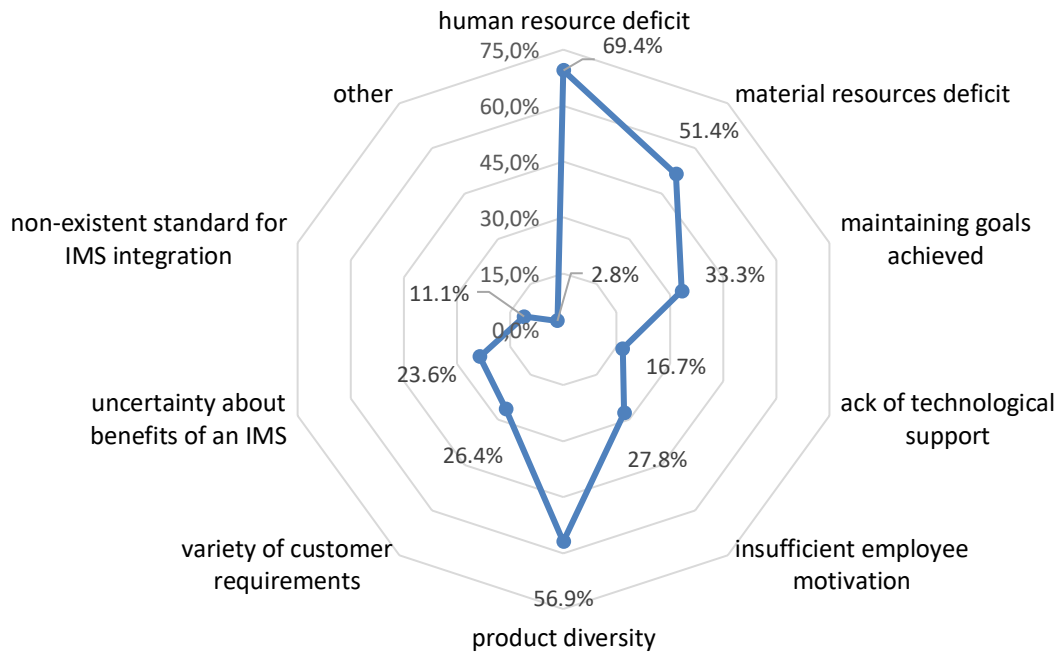 human resource deficit
75,0%
69.4%
other
60,0%
material resources deficit
51.4%
45,0%
non-existent standard for
IMS integration
30,0%
maintaining goals
achieved
15,0%
2.8%
33.3%
11.1%
0,0%
23.6%
16.7%
uncertainty about
benefits of an IMS
ack of technological
support
26.4%
27.8%
variety of customer
requirements
insufficient employee
motivation
56.9%
product diversity